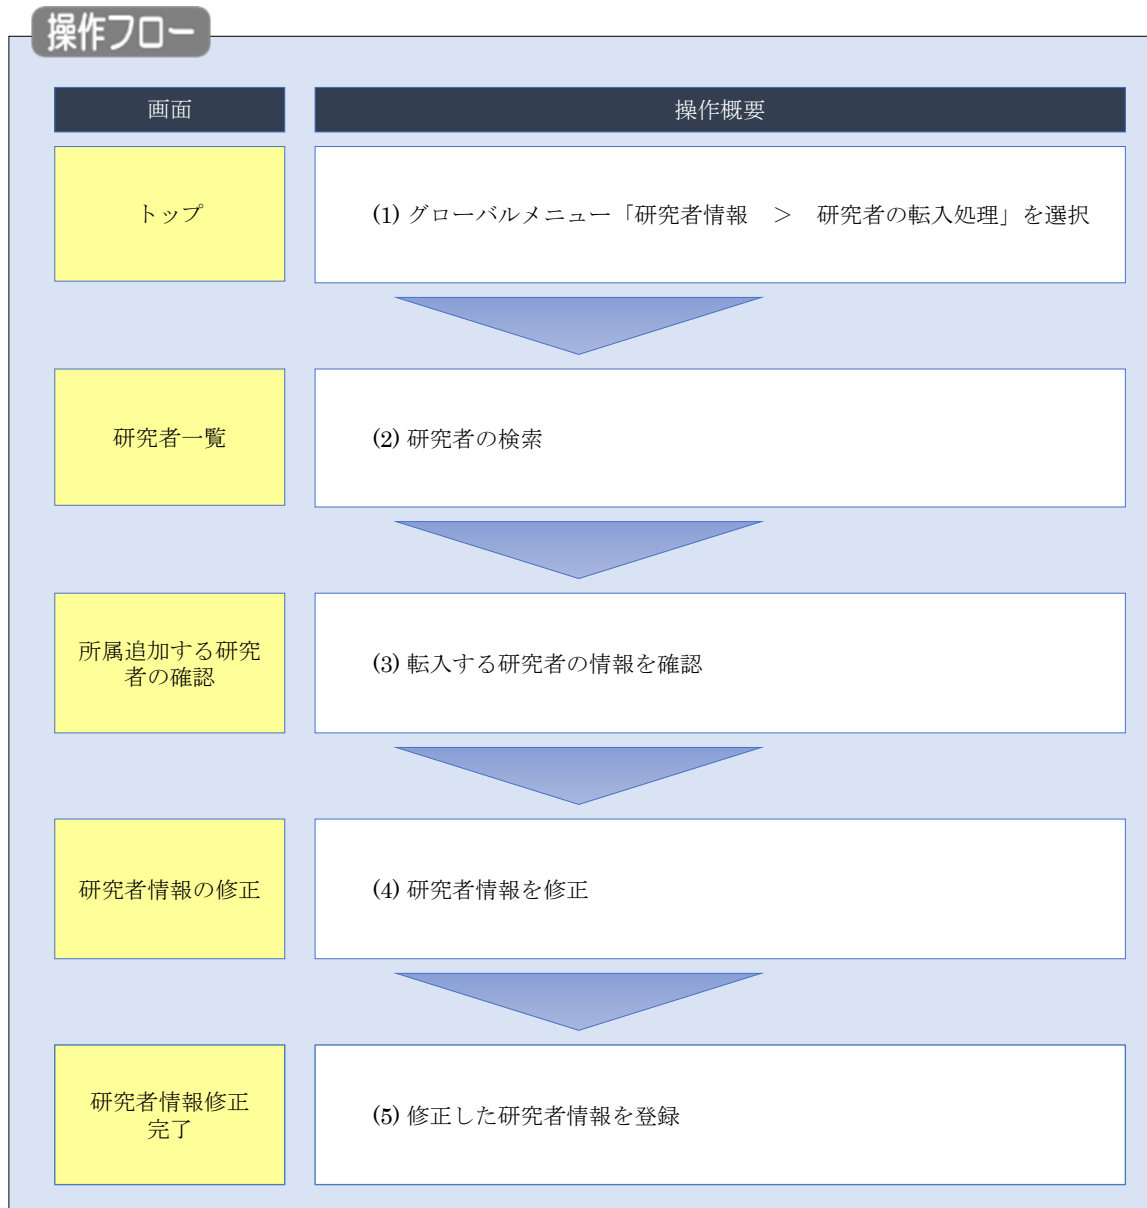 操作フロー
画面
操作概要
トップ
(1) グローバルメニュー「研究者情報　＞　研究者の転入処理」を選択
研究者一覧
(2) 研究者の検索
所属追加する研究
者の確認
(3) 転入する研究者の情報を確認
研究者情報の修正
(4) 研究者情報を修正
研究者情報修正
完了
(5) 修正した研究者情報を登録